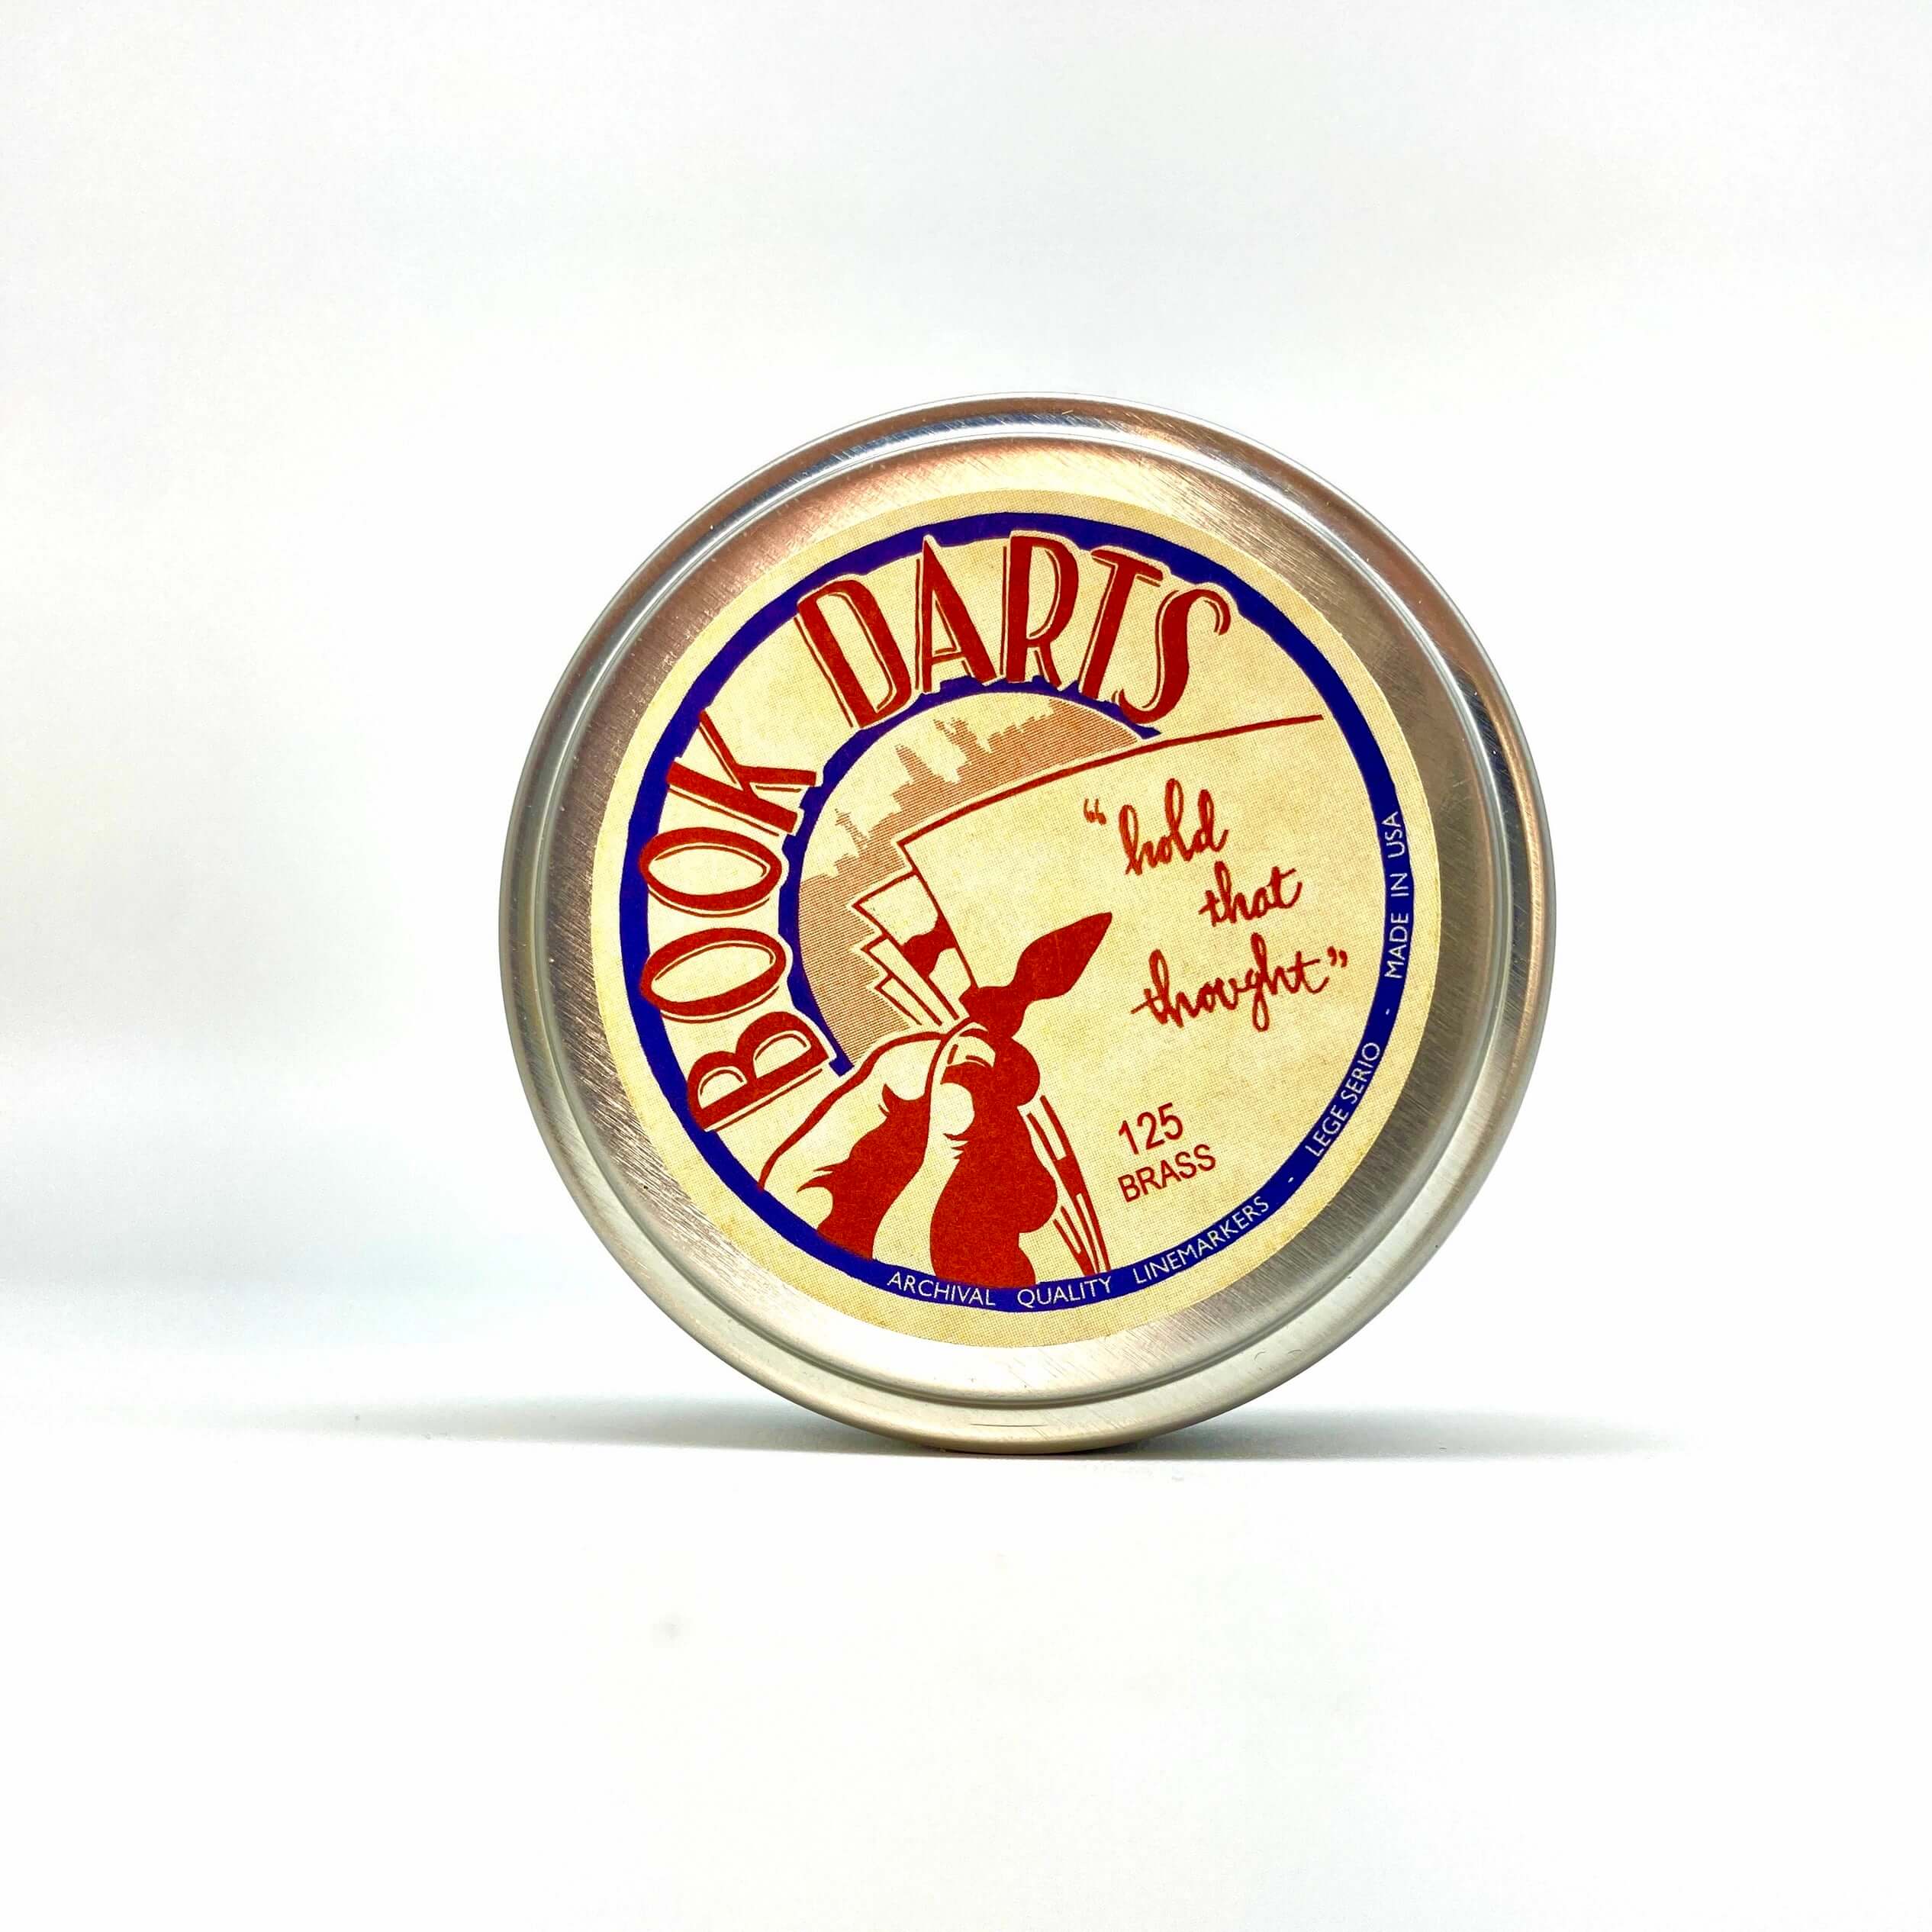 BOOK DARTS
“hold
that
thought”
125
BRASS
ARCHIVAL QUALITY LINEMARKERS - LEGE SERIO - MADE IN USA